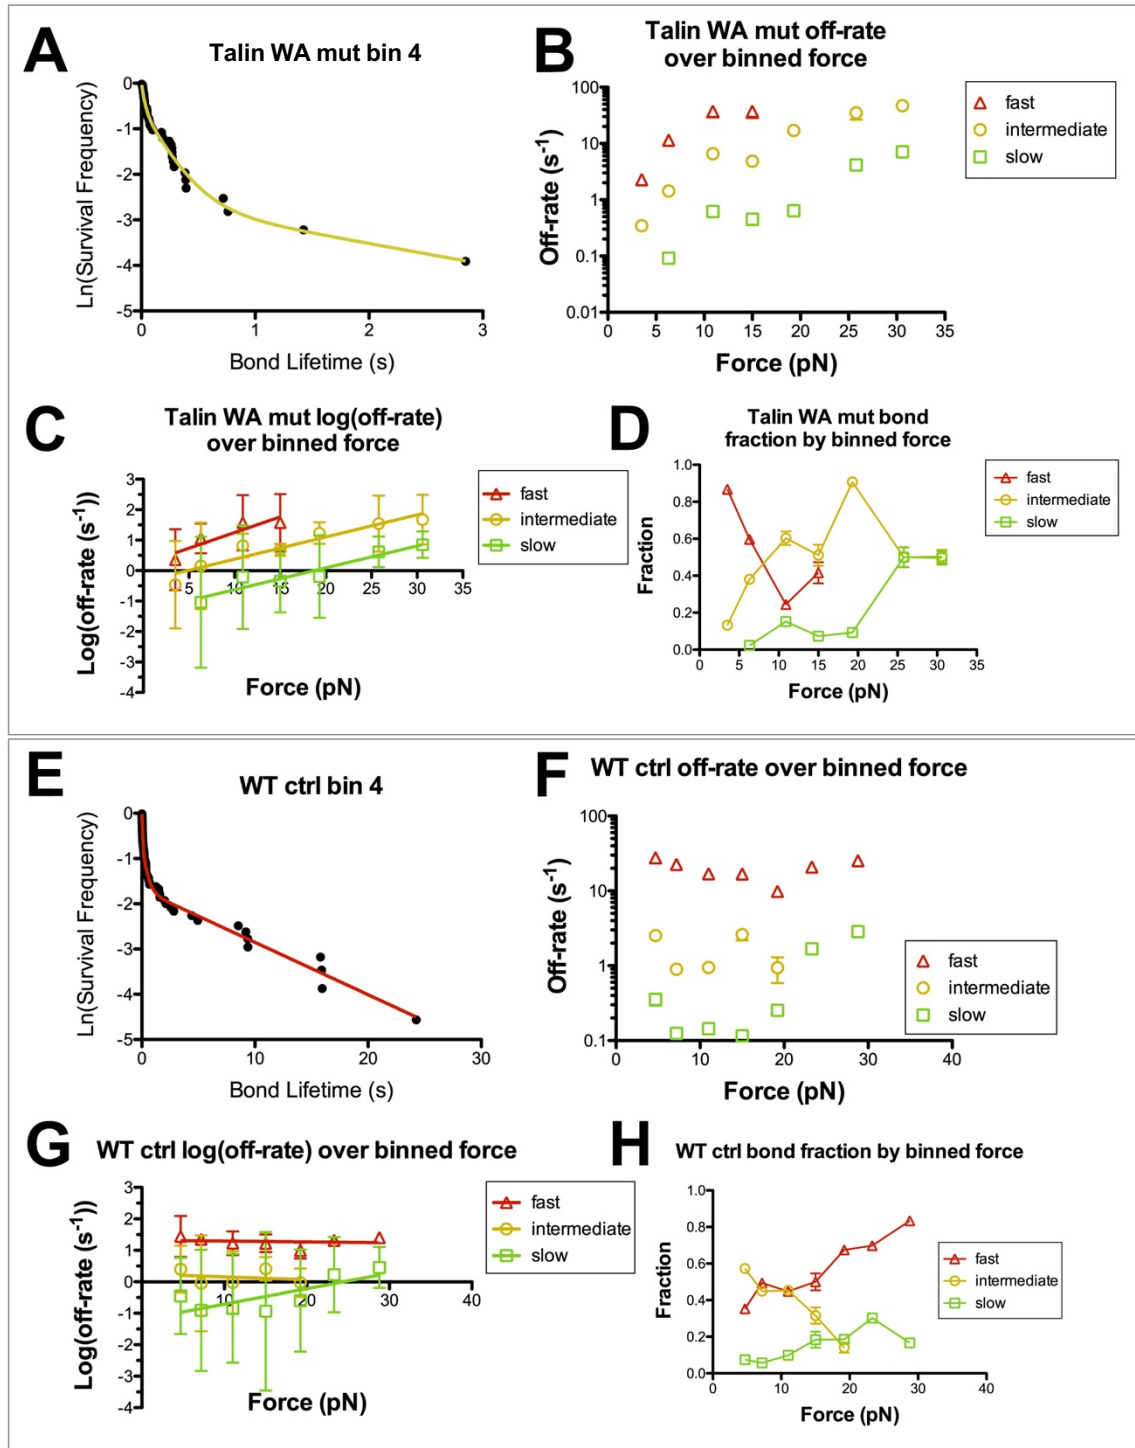 A
Talin WA mut bin 4
Ln(Survival Frequency)
0
-1
-2
-3
-4
-5
0 1 2 3
Bond Lifetime (s)
B
Talin WA mut off-rate
over binned force
Off-rate (s⁻¹)
100
10
1
0.1
0.01
0 5 10 15 20 25 30 35
Force (pN)
fast
intermediate
slow
C
Talin WA mut log(off-rate)
over binned force
Log(off-rate (s⁻¹))
3
2
1
0
-1
-2
-3
-4
5 10 15 20 25 30 35
Force (pN)
fast
intermediate
slow
D
Talin WA mut bond
fraction by binned force
Fraction
1.0
0.8
0.6
0.4
0.2
0.0
0 5 10 15 20 25 30 35
Force (pN)
fast
intermediate
slow
E
WT ctrl bin 4
Ln(Survival Frequency)
0
-1
-2
-3
-4
-5
0 10 20 30
Bond Lifetime (s)
F
WT ctrl off-rate over binned force
Off-rate (s⁻¹)
100
10
1
0.1
0 10 20 30 40
Force (pN)
fast
intermediate
slow
G
WT ctrl log(off-rate) over binned force
Log(off-rate (s⁻¹))
3
2
1
0
-1
-2
-3
-4
10 20 30 40
Force (pN)
fast
intermediate
slow
H
WT ctrl bond fraction by binned force
Fraction
1.0
0.8
0.6
0.4
0.2
0.0
0 10 20 30 40
Force (pN)
fast
intermediate
slow